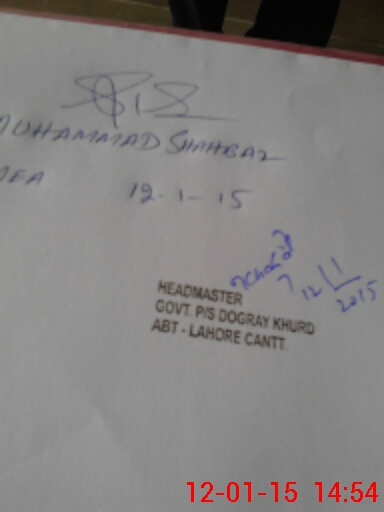 MUHAMMAD SHAHBAZ
MEA
12-1-15
12/1/2015
HEADMASTER
GOVT. P/S DOGRAY KHURD
ABT - LAHORE CANTT.
12-01-15 14:54